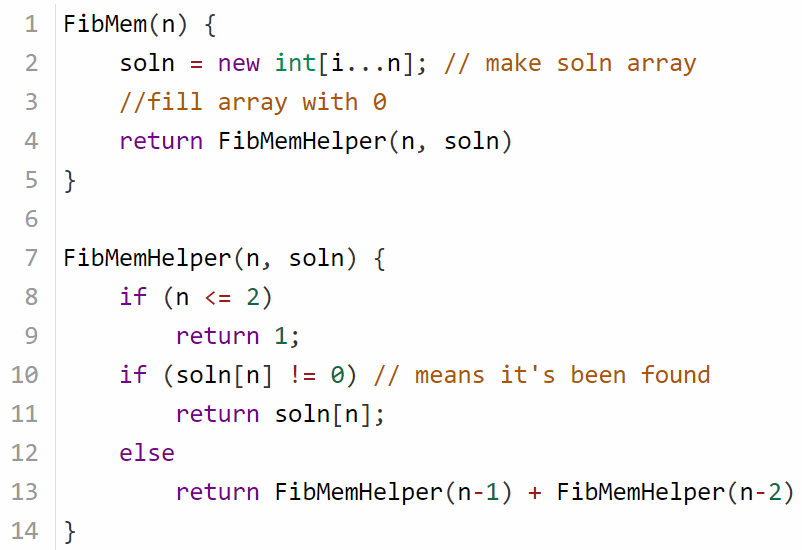 1 FibMem(n) {
2 soln = new int[i...n]; // make soln array
3 //fill array with 0
4 return FibMemHelper(n, soln)
5 }
6
7 FibMemHelper(n, soln) {
8 if (n <= 2)
9 return 1;
10 if (soln[n] != 0) // means it's been found
11 return soln[n];
12 else
13 return FibMemHelper(n-1) + FibMemHelper(n-2)
14 }